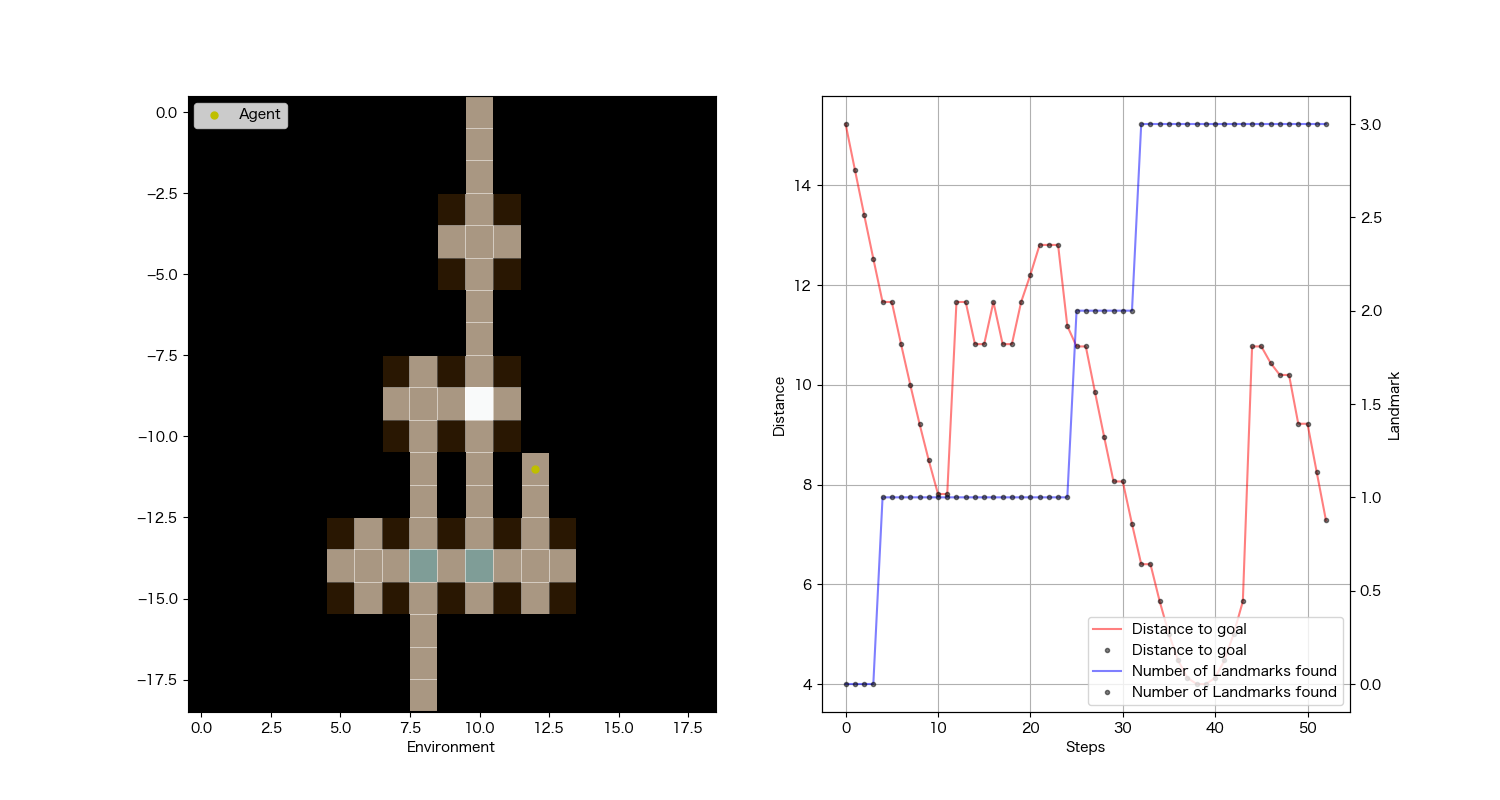 Agent
0.0
−2.5
−5.0
−7.5
−10.0
−12.5
−15.0
−17.5
0.0 2.5 5.0 7.5 10.0 12.5 15.0 17.5
Environment
Distance
14
12
10
8
6
4
0 10 20 30 40 50
Steps
3.0
2.5
2.0
1.5
1.0
0.5
0.0
Landmark
Distance to goal
Distance to goal
Number of Landmarks found
Number of Landmarks found